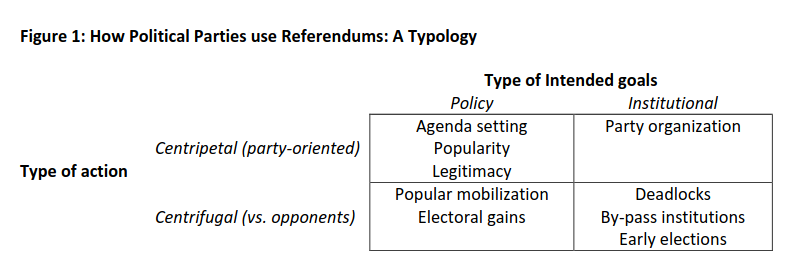 Figure 1: How Political Parties use Referendums: A Typology
Type of Intended goals
Policy Institutional
Agenda setting Party organization
Centripetal (party-oriented) Popularity
Type of action Legitimacy
Popular mobilization Deadlocks
Centrifugal (vs. opponents) Electoral gains By-pass institutions
Early elections